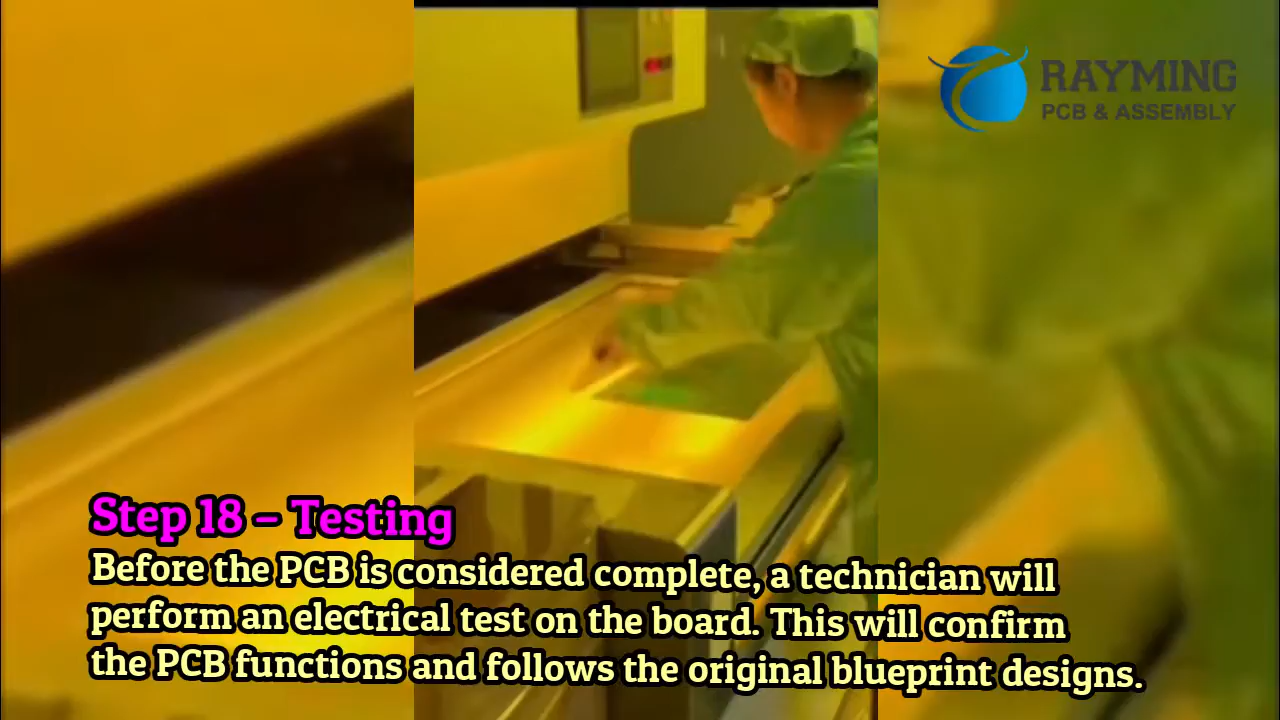 RAYMING
PCB & ASSEMBLY
Step 18 – Testing
Before the PCB is considered complete, a technician will
perform an electrical test on the board. This will confirm
the PCB functions and follows the original blueprint designs.